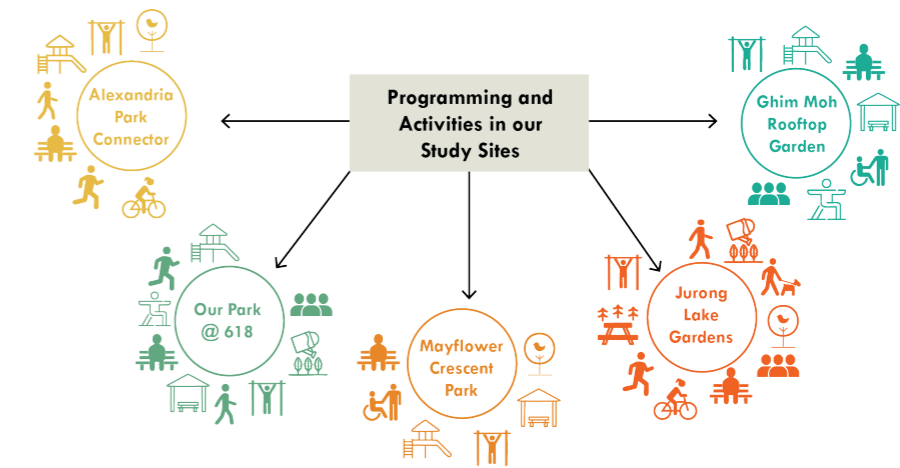 Programming and
Activities in our
Study Sites
Alexandria
Park
Connector
Ghim Moh
Rooftop
Garden
Our Park
@ 618
Mayflower
Crescent
Park
Jurong
Lake
Gardens